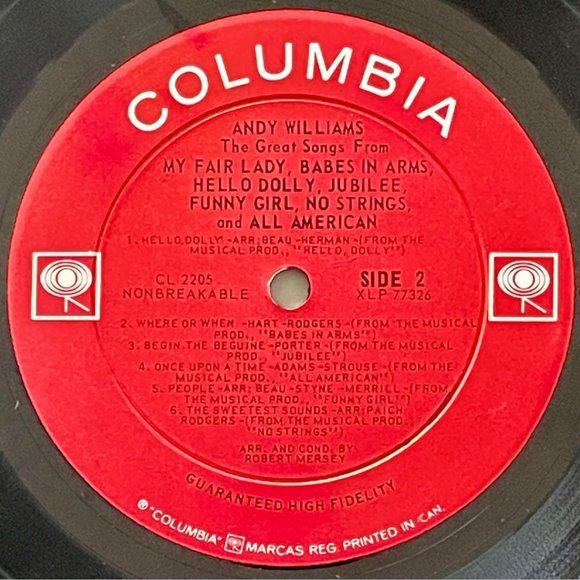 COLUMBIA
ANDY WILLIAMS
The Great Songs From
MY FAIR LADY, BABES IN ARMS,
HELLO DOLLY, JUBILEE,
FUNNY GIRL, NO STRINGS,
and ALL AMERICAN
1. HELLO, DOLLY -ARR: BEAU -HERMAN -(FROM THE
MUSICAL PROD., "HELLO, DOLLY")
CL 2205
NONBREAKABLE
SIDE 2
XLP 77326
2. WHERE OR WHEN -HART -RODGERS -(FROM THE MUSICAL
PROD., "BABES IN ARMS")
3. BEGIN THE BEGUINE -PORTER -(FROM THE MUSICAL
PROD., "JUBILEE")
4. ONCE UPON A TIME -ADAMS -STROUSE -(FROM THE
MUSICAL PROD., "ALL AMERICAN")
5. PEOPLE -ARR: BEAU -STYNE -MERRILL -(FROM THE
MUSICAL PROD., "FUNNY GIRL")
6. THE SWEETEST SOUNDS -ARR: PAICH
RODGERS -(FROM THE MUSICAL PROD.,
"NO STRINGS")
ARR. AND COND. BY
ROBERT MERSEY
GUARANTEED HIGH FIDELITY
® "COLUMBIA" MARCAS REG. PRINTED IN CAN.